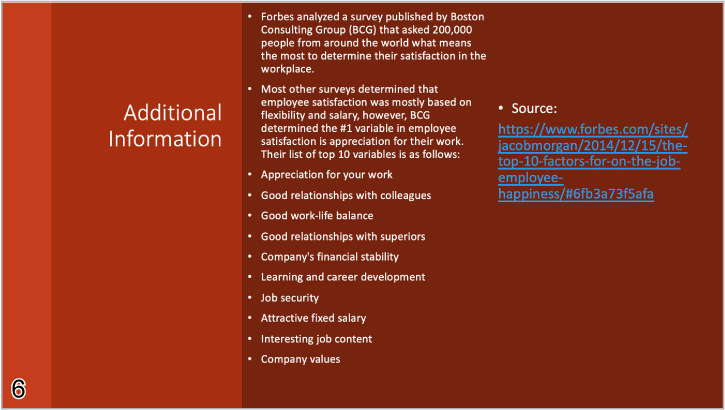 Additional
Information
• Forbes analyzed a survey published by Boston
Consulting Group (BCG) that asked 200,000
people from around the world what means
the most to determine their satisfaction in the
workplace.
• Most other surveys determined that
employee satisfaction was mostly based on
flexibility and salary, however, BCG
determined the #1 variable in employee
satisfaction is appreciation for their work.
Their list of top 10 variables is as follows:
• Appreciation for your work
• Good relationships with colleagues
• Good work-life balance
• Good relationships with superiors
• Company's financial stability
• Learning and career development
• Job security
• Attractive fixed salary
• Interesting job content
• Company values
• Source:
https://www.forbes.com/sites/
jacobmorgan/2014/12/15/the-
top-10-factors-for-on-the-job-
employee-
happiness/#6fb3a73f5afa
6